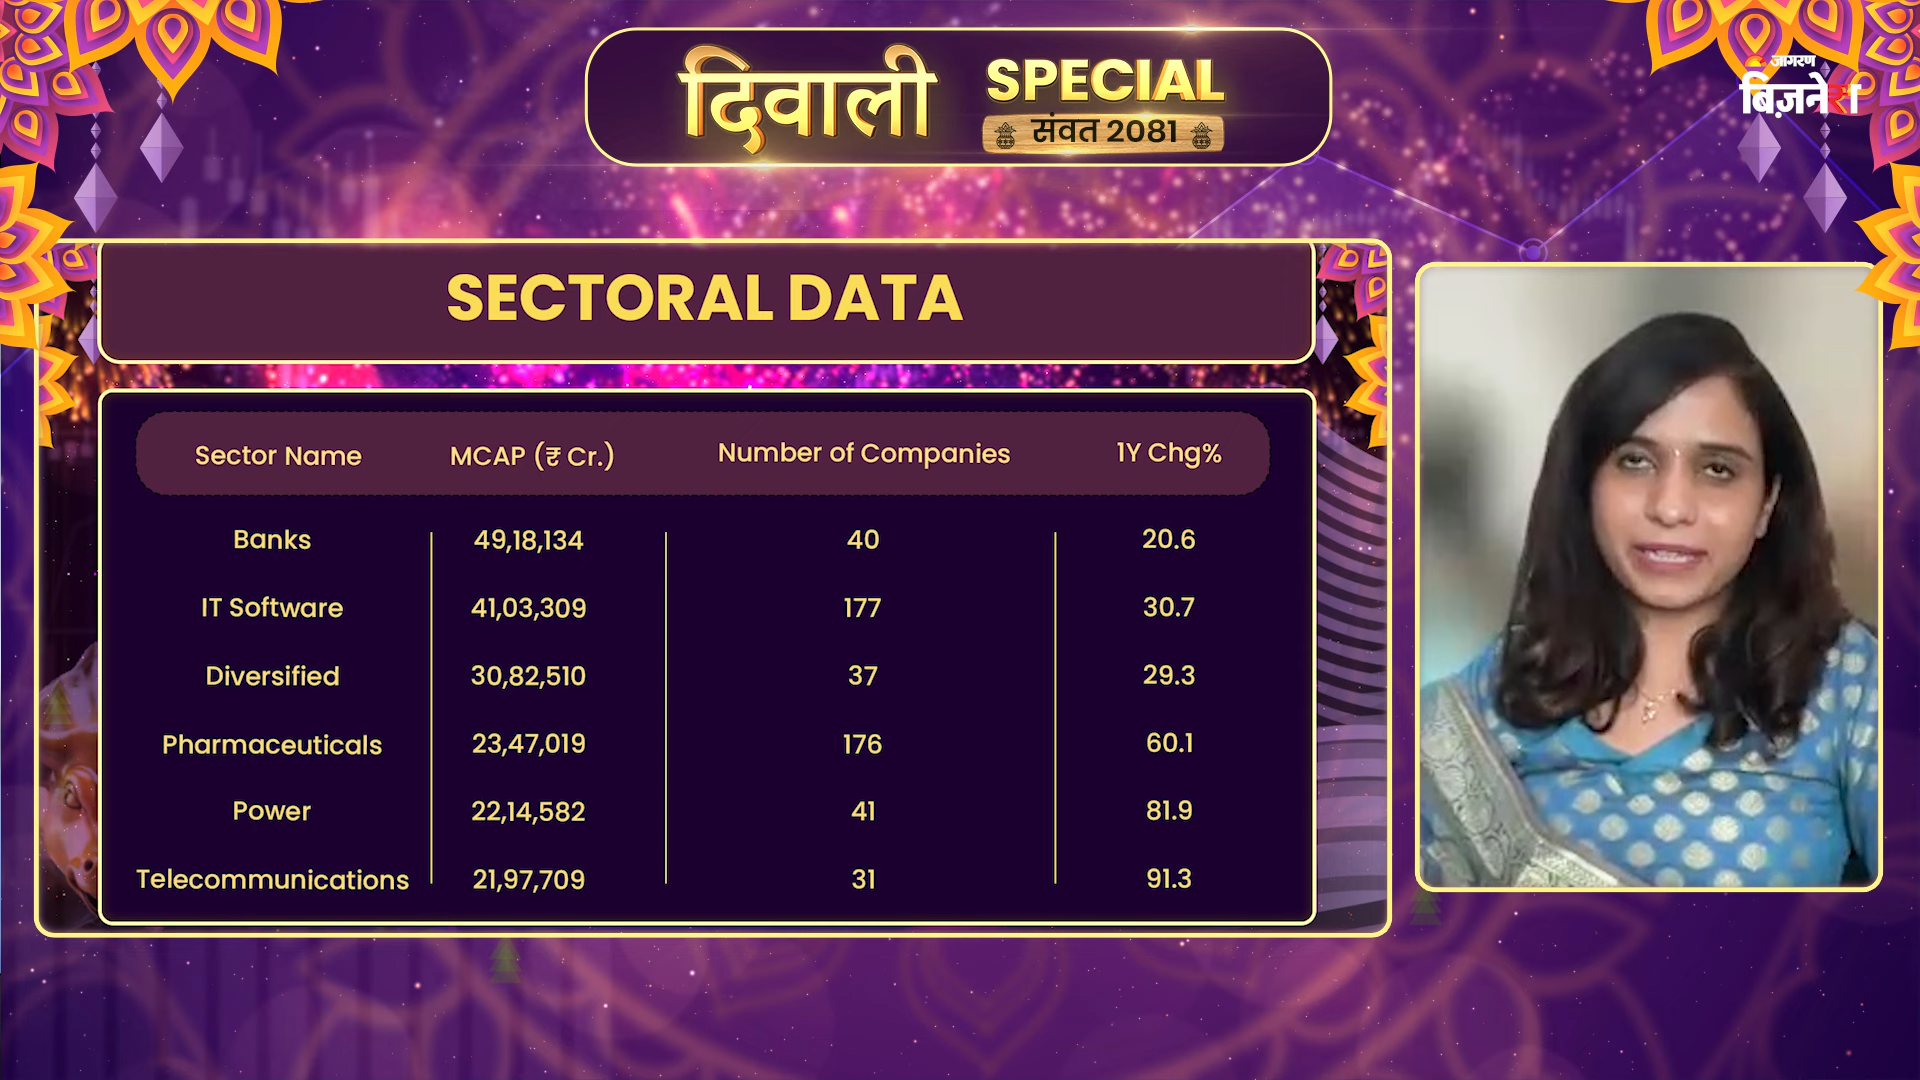 दिवाली SPECIAL
संवत 2081
जागरण
बिज़नेस
SECTORAL DATA
Sector Name MCAP (₹ Cr.) Number of Companies 1Y Chg%
Banks 49,18,134 40 20.6
IT Software 41,03,309 177 30.7
Diversified 30,82,510 37 29.3
Pharmaceuticals 23,47,019 176 60.1
Power 22,14,582 41 81.9
Telecommunications 21,97,709 31 91.3